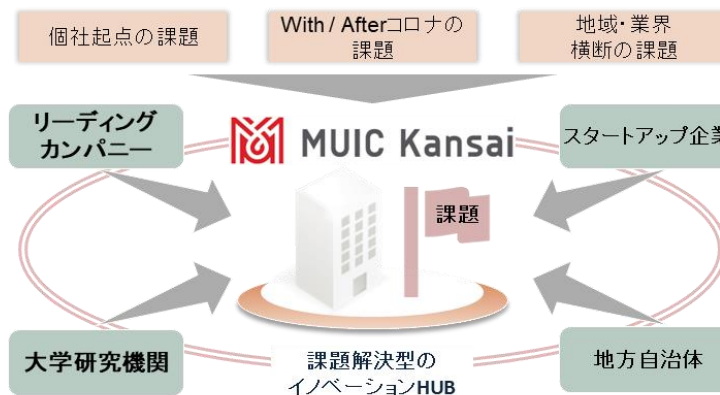 個社起点の課題
With / Afterコロナの
課題
地域・業界
横断の課題
リーディング
カンパニー
MUIC Kansai
スタートアップ企業
課題
大学研究機関
課題解決型の
イノベーションHUB
地方自治体